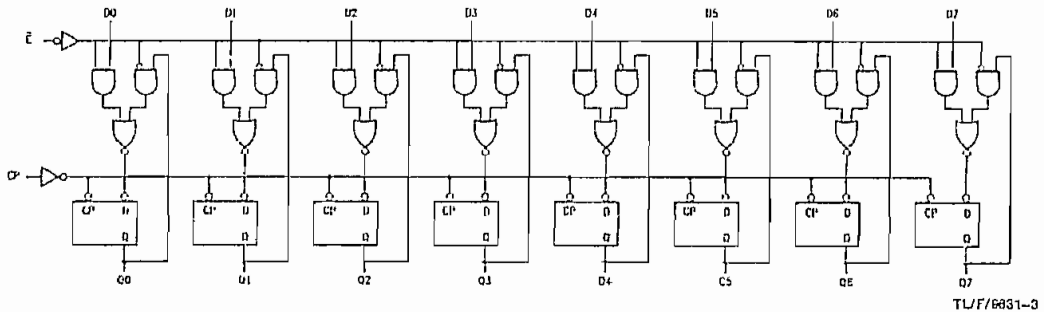 D0 D1 D2 D3 D4 D5 D6 D7
Ē
CP
CP D CP D CP D CP D CP D CP D CP D CP D
Q Q Q Q Q Q Q Q
Q0 Q1 Q2 Q3 Q4 Q5 Q6 Q7
TL/F/9831-3